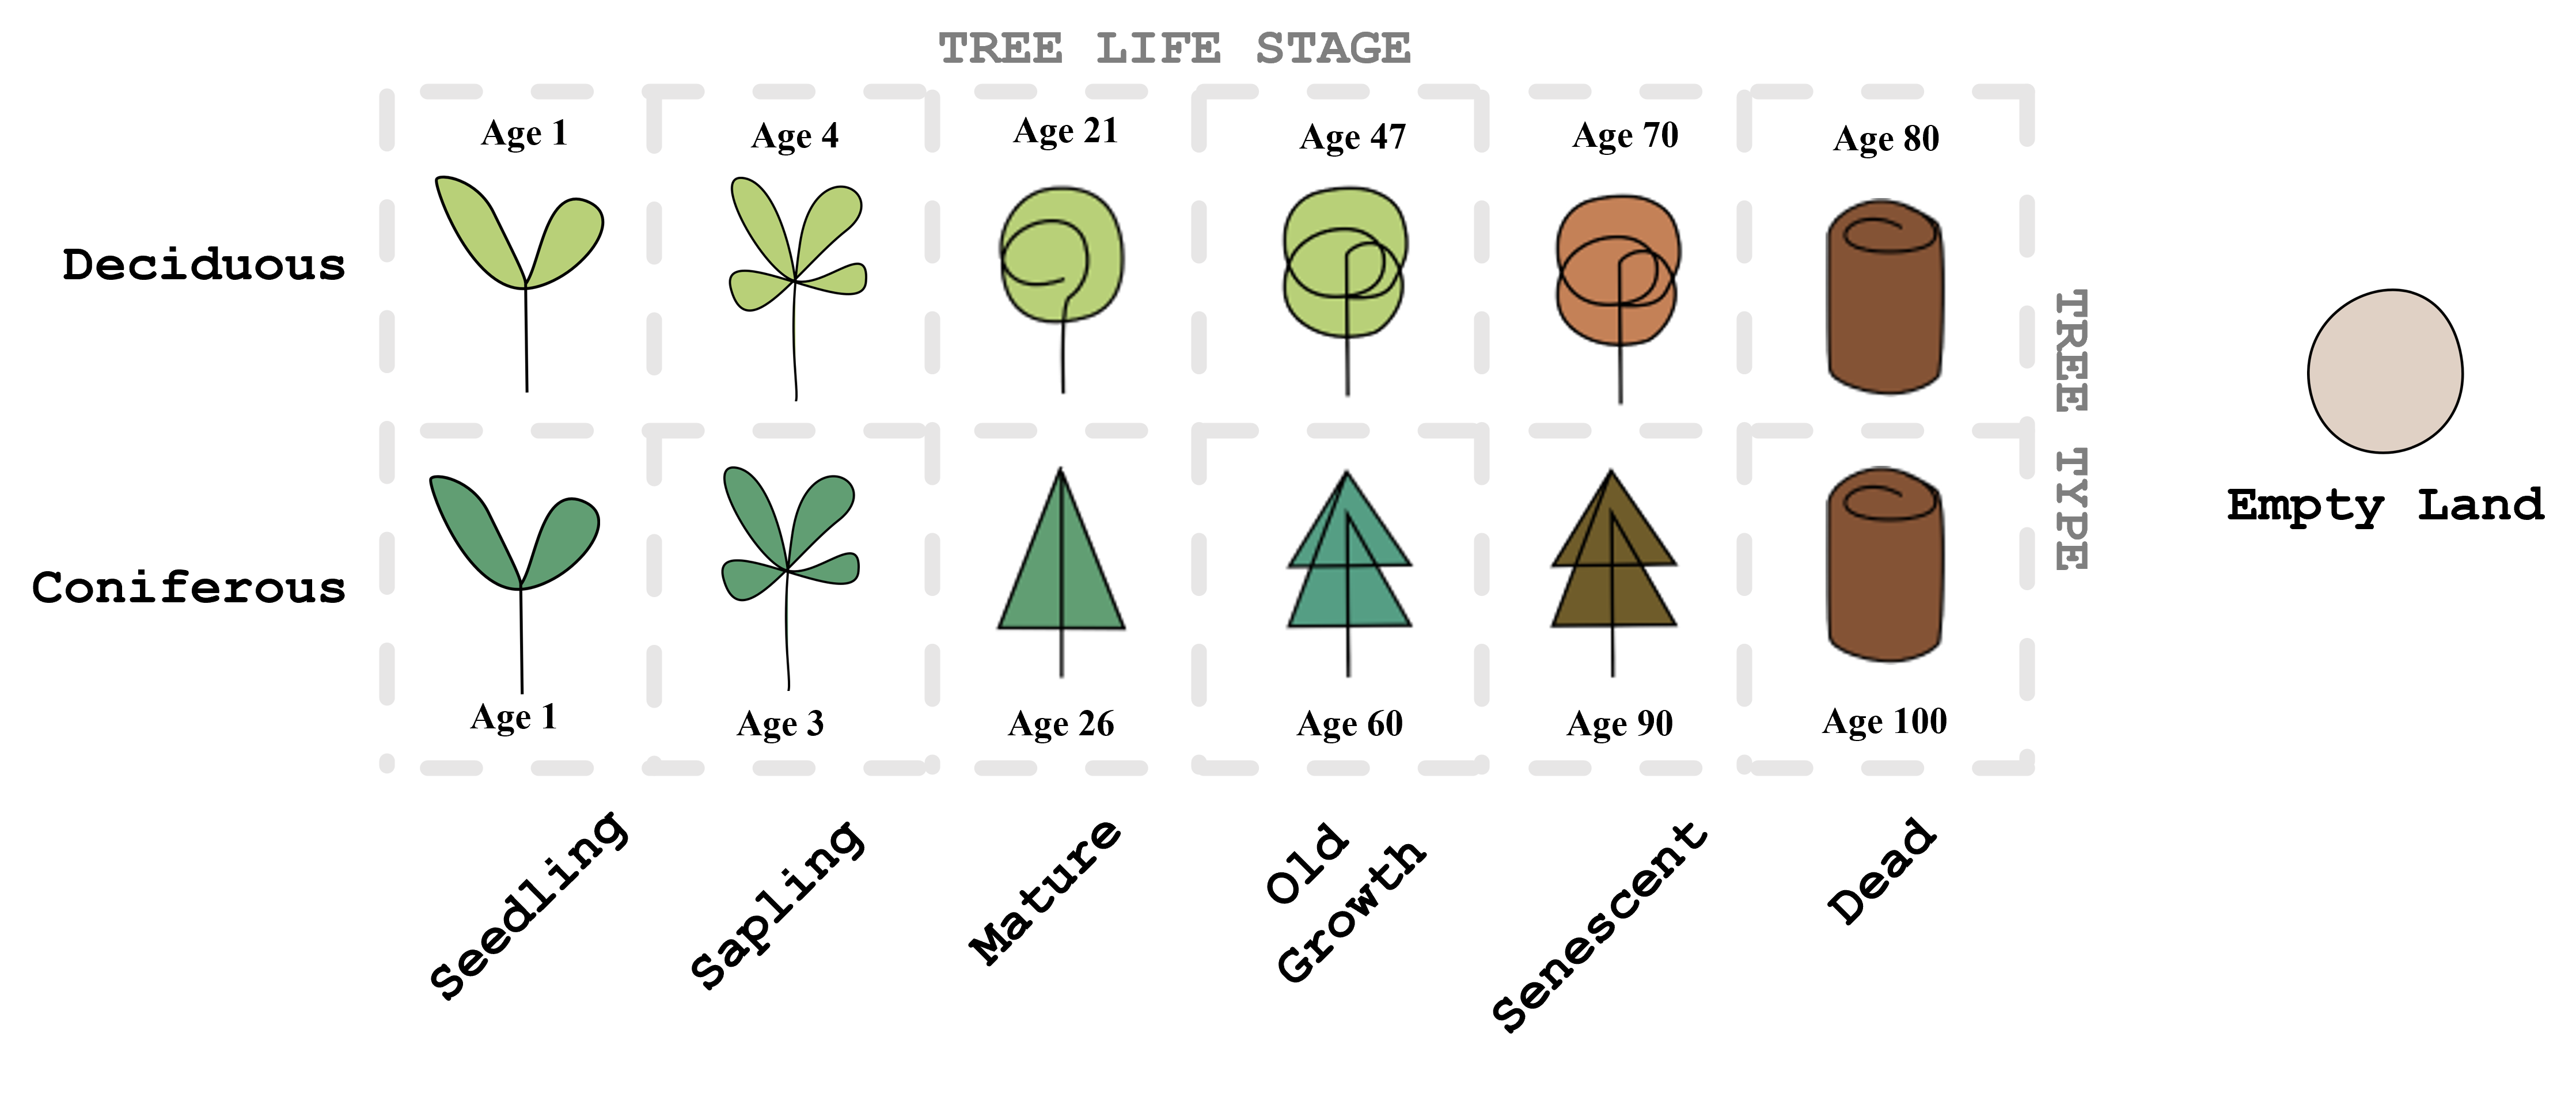 TREE LIFE STAGE
Age 1
Age 4
Age 21
Age 47
Age 70
Age 80
Deciduous
TREE TYPE
Empty Land
Coniferous
Age 1
Age 3
Age 26
Age 60
Age 90
Age 100
Seedling
Sapling
Mature
Old
Growth
Senescent
Dead